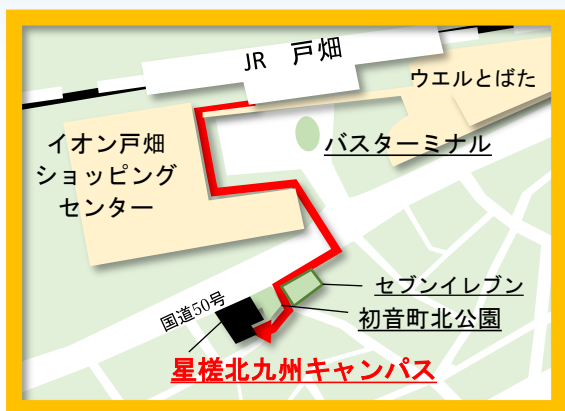 JR 戸畑
ウエルとばた
イオン戸畑
ショッピング
センター
バスターミナル
セブンイレブン
国道50号
初音町北公園
星槎北九州キャンパス